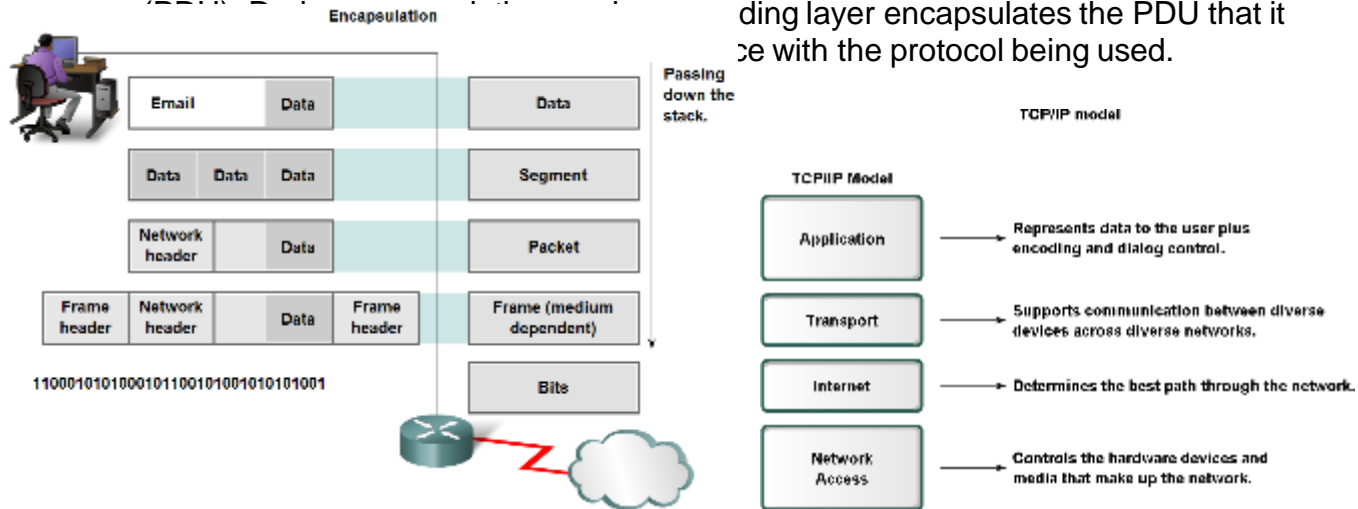 (PDU).
ding layer encapsulates the PDU that it
ce with the protocol being used.
Encapsulation
Passing
down the
stack.
Email Data Data
Data Data Data Segment
Network
header
Data Packet
Frame
header
Network
header
Data
Frame
header
Frame (medium
dependent)
1100010101000101100101001010101001
Bits
TCP/IP model
TCP/IP Model
Application
Represents data to the user plus
encoding and dialog control.
Transport
Supports communication between diverse
devices across diverse networks.
Internet
Determines the best path through the network.
Network
Access
Controls the hardware devices and
media that make up the network.